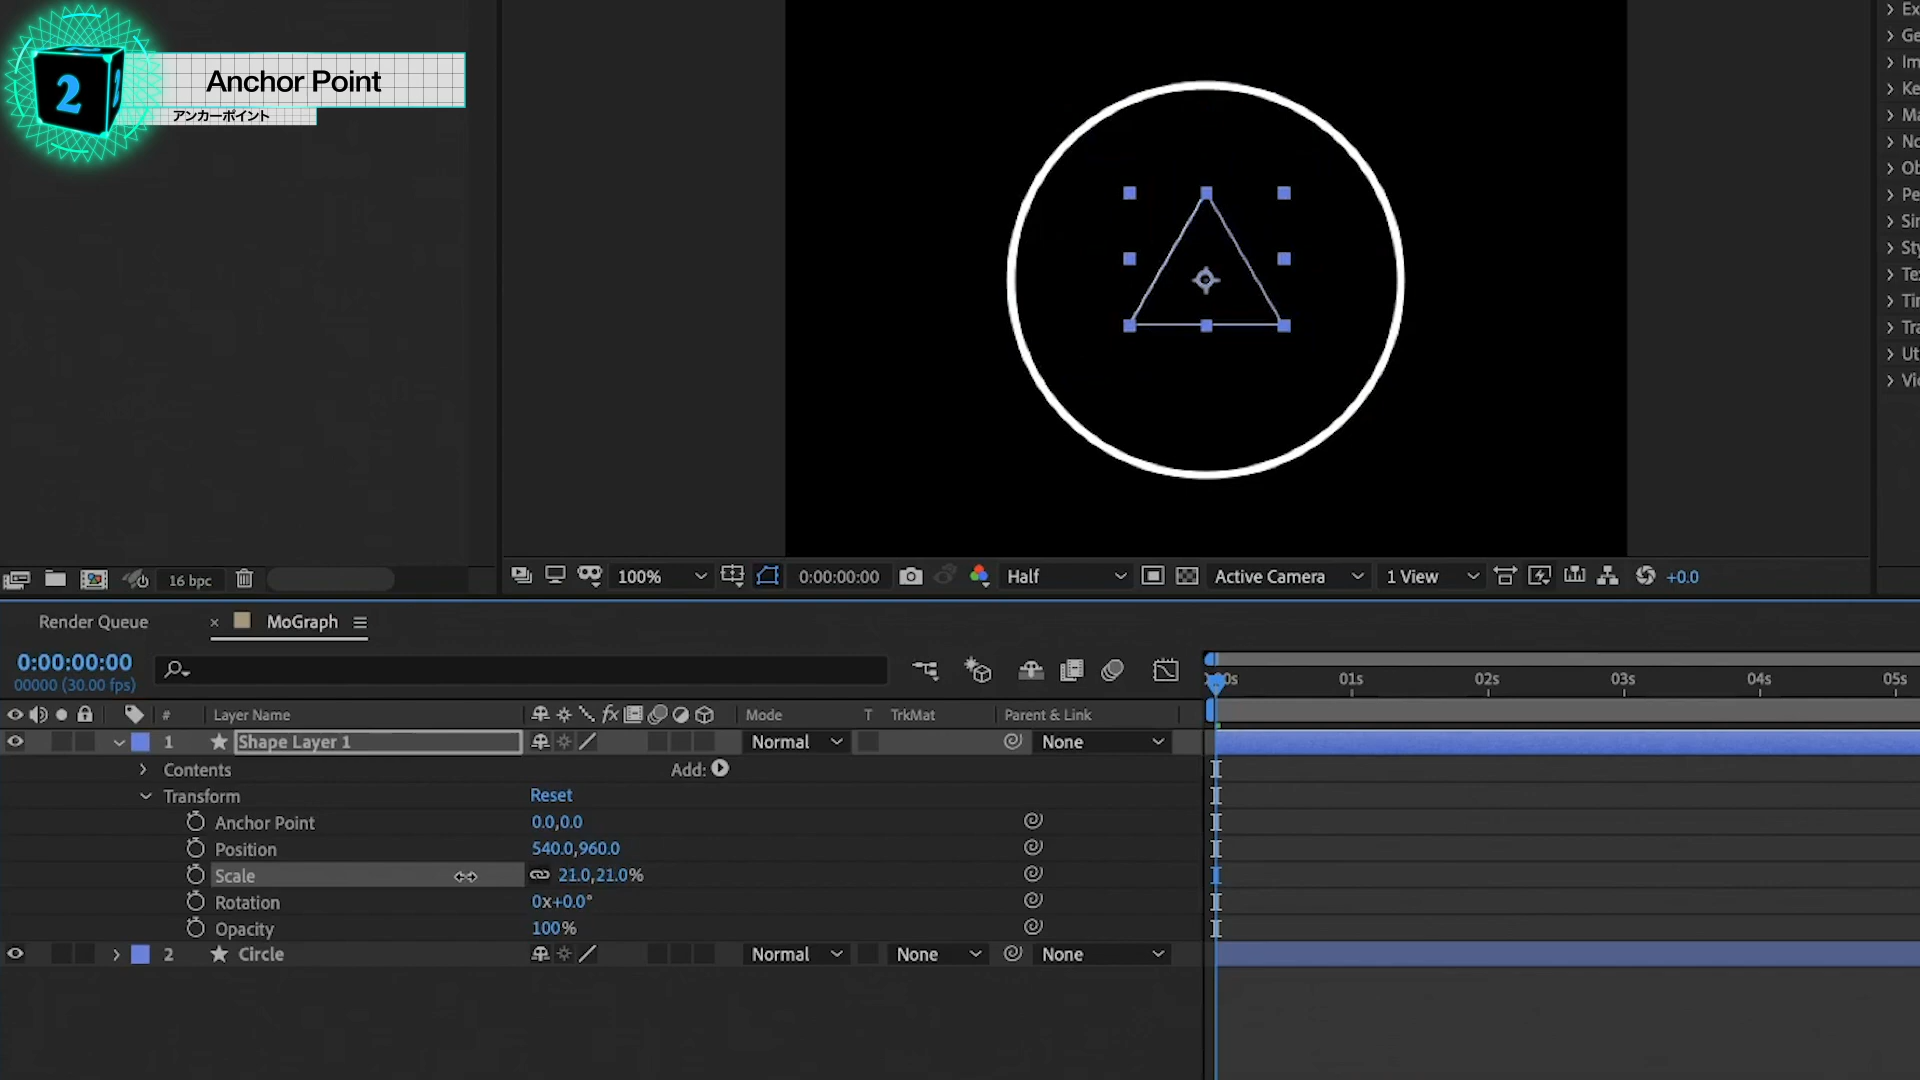 2
Anchor Point
アンカーポイント
16 bpc
100%
0:00:00:00
Half
Active Camera
1 View
+0.0
Render Queue
MoGraph
0:00:00:00
00000 (30.00 fps)
01s 02s 03s 04s 05s
# Layer Name Mode T TrkMat Parent & Link
1 Shape Layer 1 Normal None
Contents Add:
Transform Reset
Anchor Point 0.0,0.0
Position 540.0,960.0
Scale 21.0,21.0%
Rotation 0x+0.0°
Opacity 100%
2 Circle Normal None None